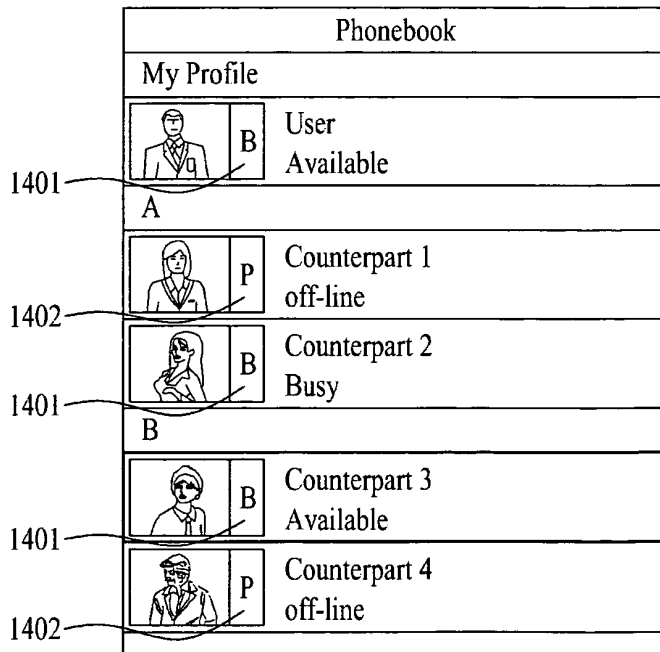 Phonebook
My Profile
B User
Available
1401
A
P Counterpart 1
off-line
1402
B Counterpart 2
Busy
1401
B
B Counterpart 3
Available
1401
P Counterpart 4
off-line
1402